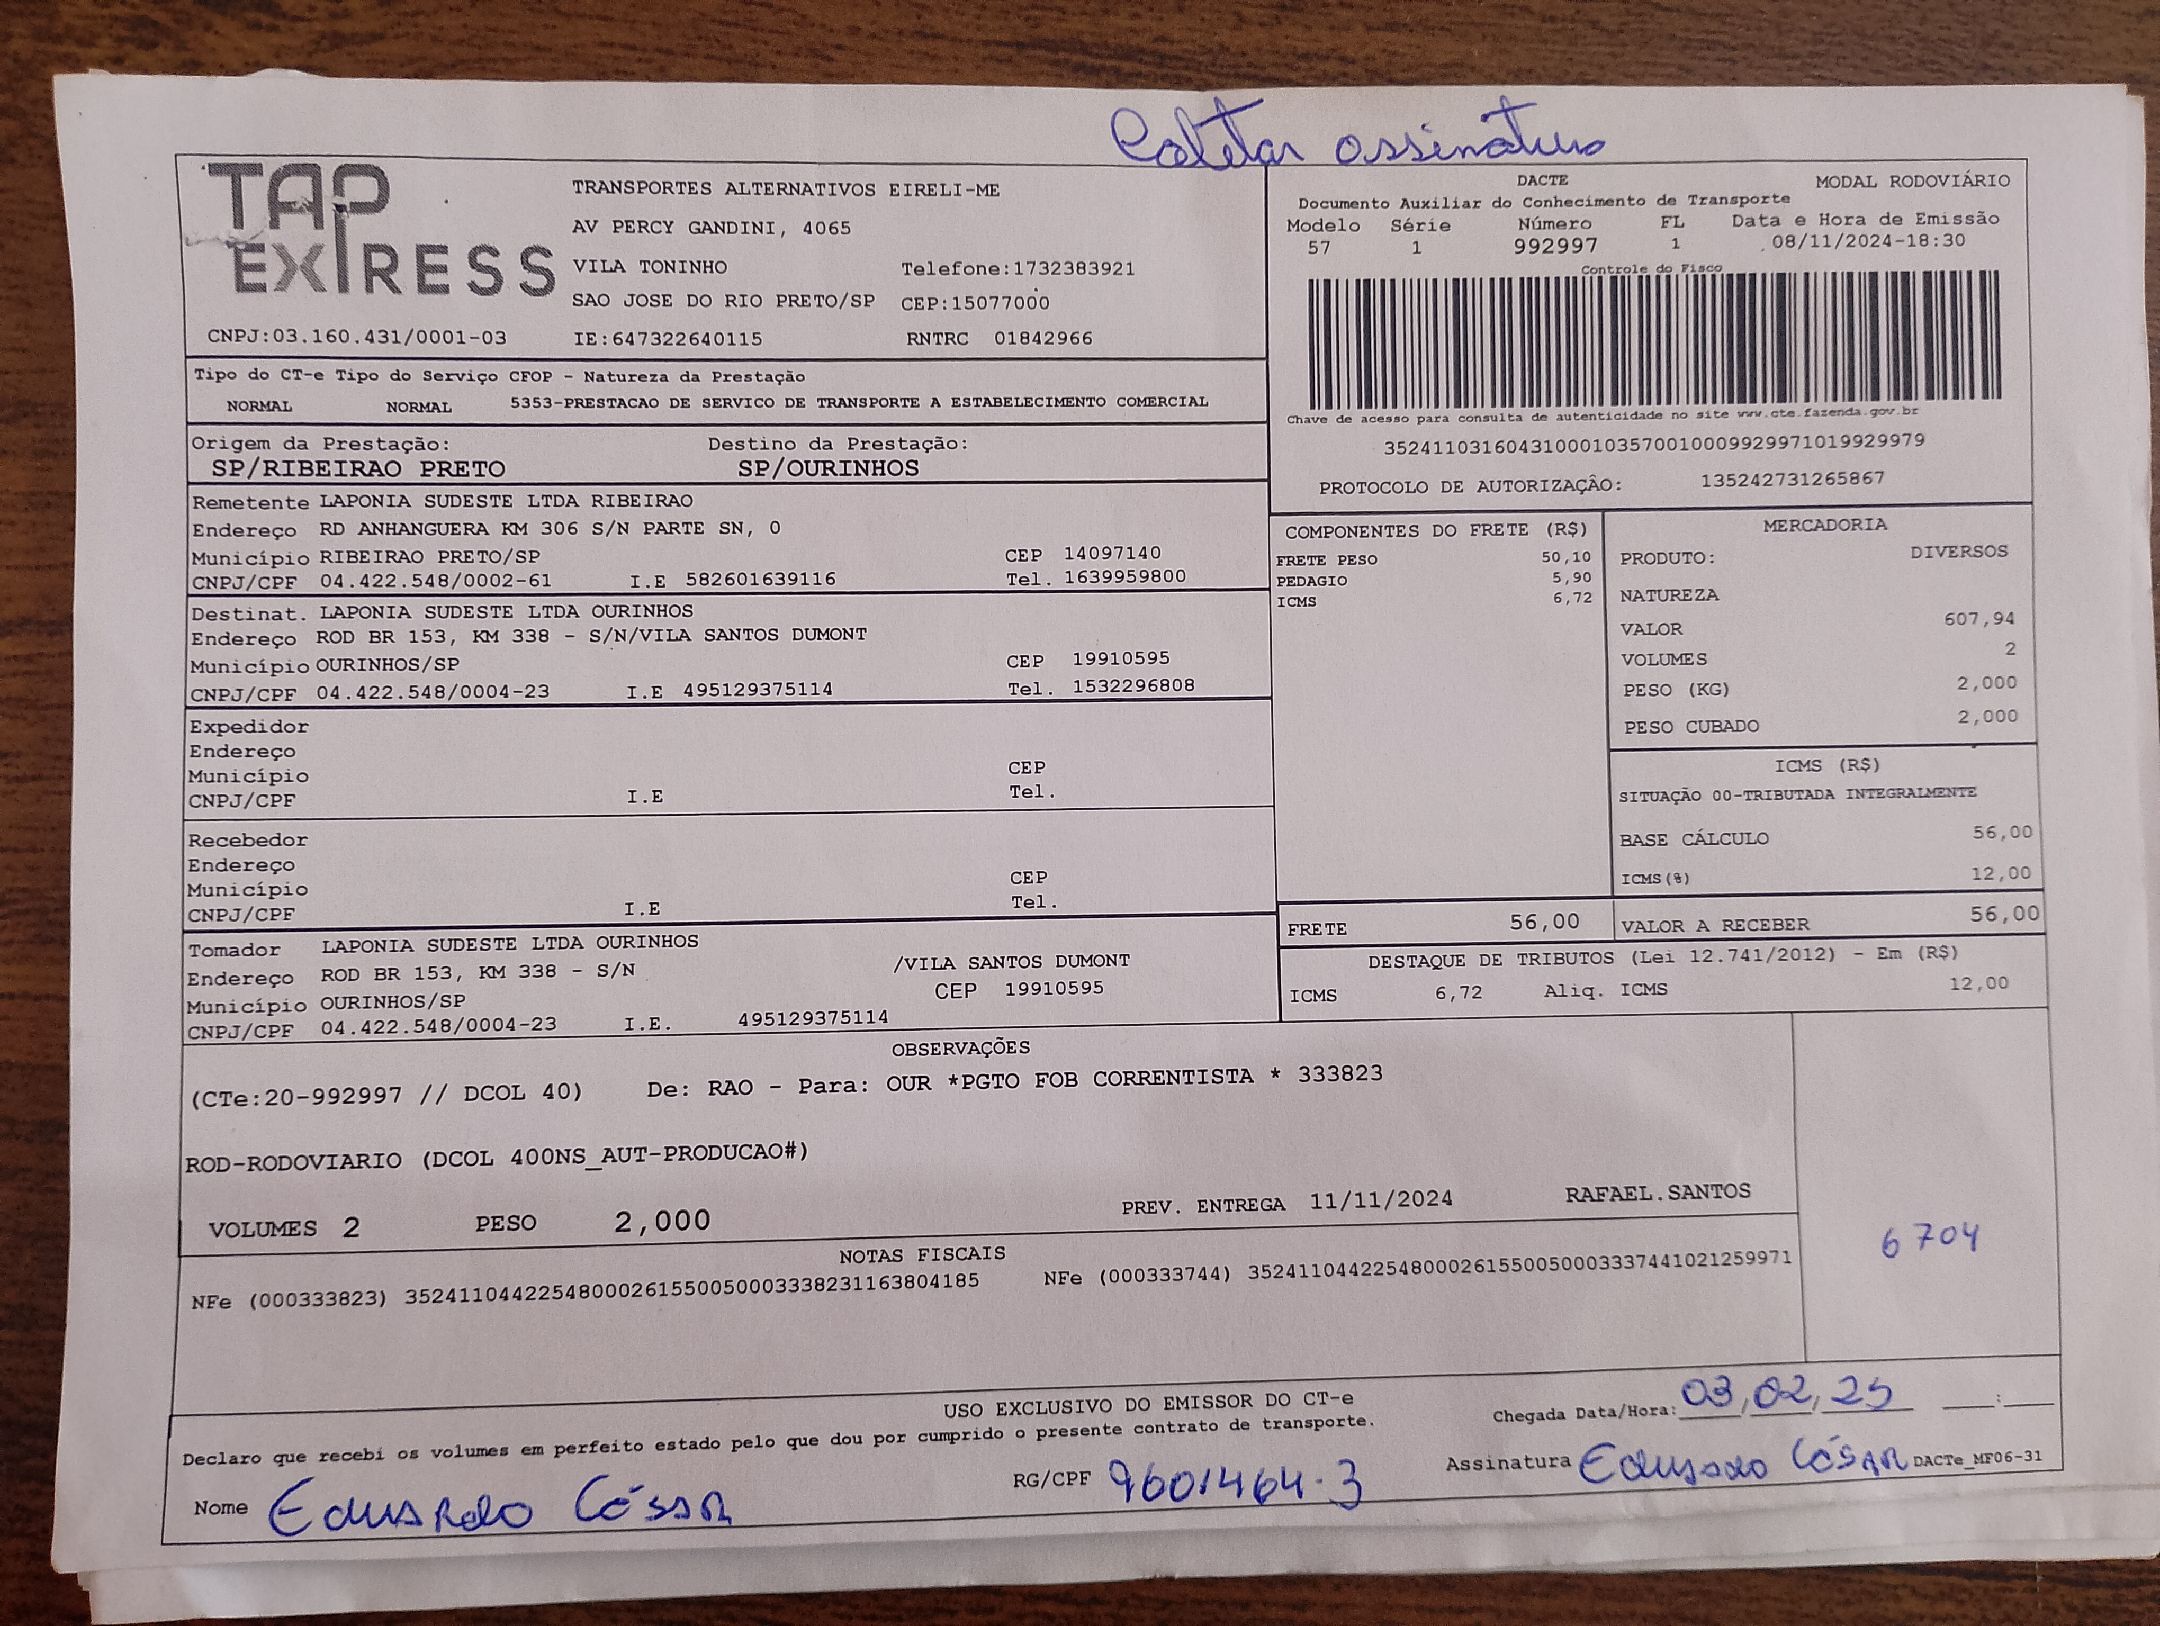 Coletar assinatura
TAP EXPRESS
TRANSPORTES ALTERNATIVOS EIRELI-ME
AV PERCY GANDINI, 4065
VILA TONINHO Telefone:1732383921
SAO JOSE DO RIO PRETO/SP CEP:15077000
CNPJ:03.160.431/0001-03 IE:647322640115 RNTRC 01842966
DACTE MODAL RODOVIÁRIO
Documento Auxiliar do Conhecimento de Transporte
Modelo Série Número FL Data e Hora de Emissão
57 1 992997 1 08/11/2024-18:30
Controle do Fisco
Chave de acesso para consulta de autenticidade no site www.cte.fazenda.gov.br
35241103160431000103570010009929971019929979
PROTOCOLO DE AUTORIZAÇÃO: 135242731265867
Tipo do CT-e Tipo do Serviço CFOP - Natureza da Prestação
NORMAL NORMAL 5353-PRESTACAO DE SERVICO DE TRANSPORTE A ESTABELECIMENTO COMERCIAL
Origem da Prestação: Destino da Prestação:
SP/RIBEIRAO PRETO SP/OURINHOS
Remetente LAPONIA SUDESTE LTDA RIBEIRAO
Endereço RD ANHANGUERA KM 306 S/N PARTE SN, 0
Município RIBEIRAO PRETO/SP CEP 14097140
CNPJ/CPF 04.422.548/0002-61 I.E 582601639116 Tel. 1639959800
Destinat. LAPONIA SUDESTE LTDA OURINHOS
Endereço ROD BR 153, KM 338 - S/N/VILA SANTOS DUMONT
Município OURINHOS/SP CEP 19910595
CNPJ/CPF 04.422.548/0004-23 I.E 495129375114 Tel. 1532296808
Expedidor
Endereço
Município CEP
CNPJ/CPF I.E Tel.
Recebedor
Endereço
Município CEP
CNPJ/CPF I.E Tel.
Tomador LAPONIA SUDESTE LTDA OURINHOS
Endereço ROD BR 153, KM 338 - S/N /VILA SANTOS DUMONT
Município OURINHOS/SP CEP 19910595
CNPJ/CPF 04.422.548/0004-23 I.E. 495129375114
COMPONENTES DO FRETE (R$)
FRETE PESO 50,10
PEDAGIO 5,90
ICMS 6,72
MERCADORIA
PRODUTO: DIVERSOS
NATUREZA
VALOR 607,94
VOLUMES 2
PESO (KG) 2,000
PESO CUBADO 2,000
ICMS (R$)
SITUAÇÃO 00-TRIBUTADA INTEGRALMENTE
BASE CÁLCULO 56,00
ICMS(%) 12,00
FRETE 56,00 VALOR A RECEBER 56,00
DESTAQUE DE TRIBUTOS (Lei 12.741/2012) - Em (R$)
ICMS 6,72 Aliq. ICMS 12,00
OBSERVAÇÕES
(CTe:20-992997 // DCOL 40) De: RAO - Para: OUR *PGTO FOB CORRENTISTA * 333823
ROD-RODOVIARIO (DCOL 400NS_AUT-PRODUCAO#)
VOLUMES 2 PESO 2,000 PREV. ENTREGA 11/11/2024 RAFAEL.SANTOS
6704
NOTAS FISCAIS
NFe (000333823) 35241104422548000261550050003338231163804185 NFe (000333744) 35241104422548000261550050003337441021259971
USO EXCLUSIVO DO EMISSOR DO CT-e
Declaro que recebi os volumes em perfeito estado pelo que dou por cumprido o presente contrato de transporte.
Chegada Data/Hora: 03/02/25 __:__
Nome Eduardo César RG/CPF 9601464.3 Assinatura Eduardo César DACTe_MF06-31